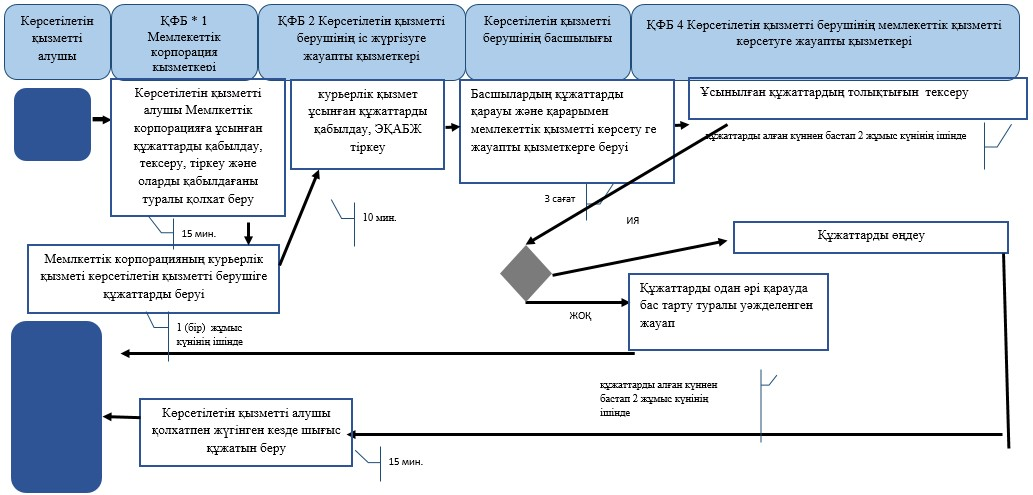 Көрсетілетін
қызметті
алушы
ҚФБ * 1
Мемлекеттік
корпорация
қызметкері
ҚФБ 2 Көрсетілетін қызметті
берушінің іс жүргізуге
жауапты қызметкері
Көрсетілетін қызметті
берушінің басшылығы
ҚФБ 4 Көрсетілетін қызметті берушінің мемлекеттік қызметті
көрсетуге жауапты қызметкері
Көрсетілетін қызметті
алушы Мемлкеттік
корпорацияға ұсынған
құжаттарды қабылдау,
тексеру, тіркеу және
оларды қабылдағаны
туралы қолхат беру
курьерлік қызмет
ұсынған құжаттарды
қабылдау, ЭҚАБЖ
тіркеу
Басшылардың құжаттарды
қарауы және қарарымен
мемлекеттік қызметті көрсету ге
жауапты қызметкерге беруі
Ұсынылған құжаттардың толықтығын тексеру
құжаттарды алған күннен бастап 2 жұмыс күнінің ішінде
3 сағат
10 мин.
15 мин.
ИЯ
Құжаттарды өңдеу
Мемлкеттік корпорацияның курьерлік
қызметі көрсетілетін қызметті берушіге
құжаттарды беруі
Құжаттарды одан әрі қарауда
бас тарту туралы уәжделенген
жауап
ЖОҚ
1 (бір) жұмыс
күнінің ішінде
құжаттарды алған күннен
бастап 2 жұмыс күнінің
ішінде
Көрсетілетін қызметті алушы
қолхатпен жүгінген кезде шығыс
құжатын беру
15 мин.